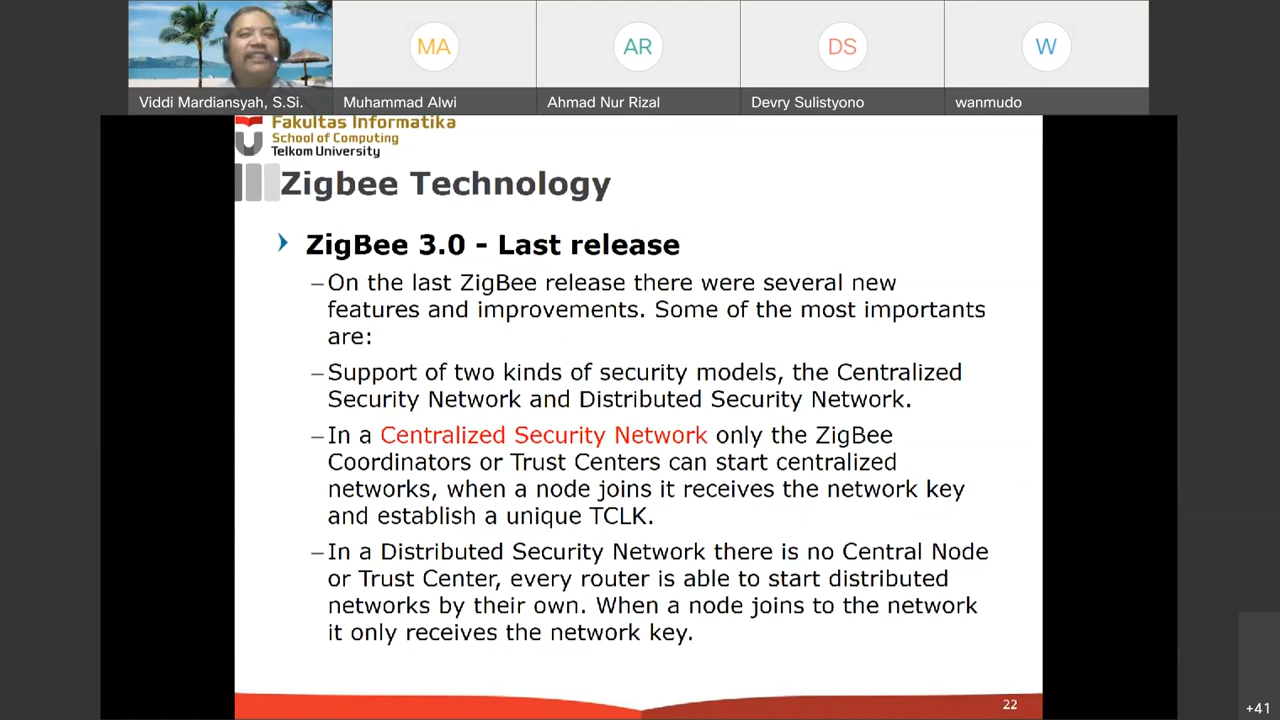 MA
AR
DS
W
Viddi Mardiansyah, S.Si.
Muhammad Alwi
Ahmad Nur Rizal
Devry Sulistyono
wanmudo
Fakultas Informatika
School of Computing
Telkom University
Zigbee Technology
ZigBee 3.0 - Last release
–On the last ZigBee release there were several new
features and improvements. Some of the most importants
are:
–Support of two kinds of security models, the Centralized
Security Network and Distributed Security Network.
–In a Centralized Security Network only the ZigBee
Coordinators or Trust Centers can start centralized
networks, when a node joins it receives the network key
and establish a unique TCLK.
–In a Distributed Security Network there is no Central Node
or Trust Center, every router is able to start distributed
networks by their own. When a node joins to the network
it only receives the network key.
22
+41